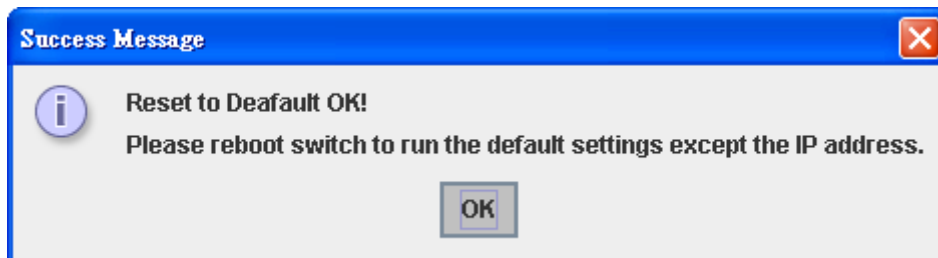 Success Message
Reset to Deafault OK!
Please reboot switch to run the default settings except the IP address.
OK